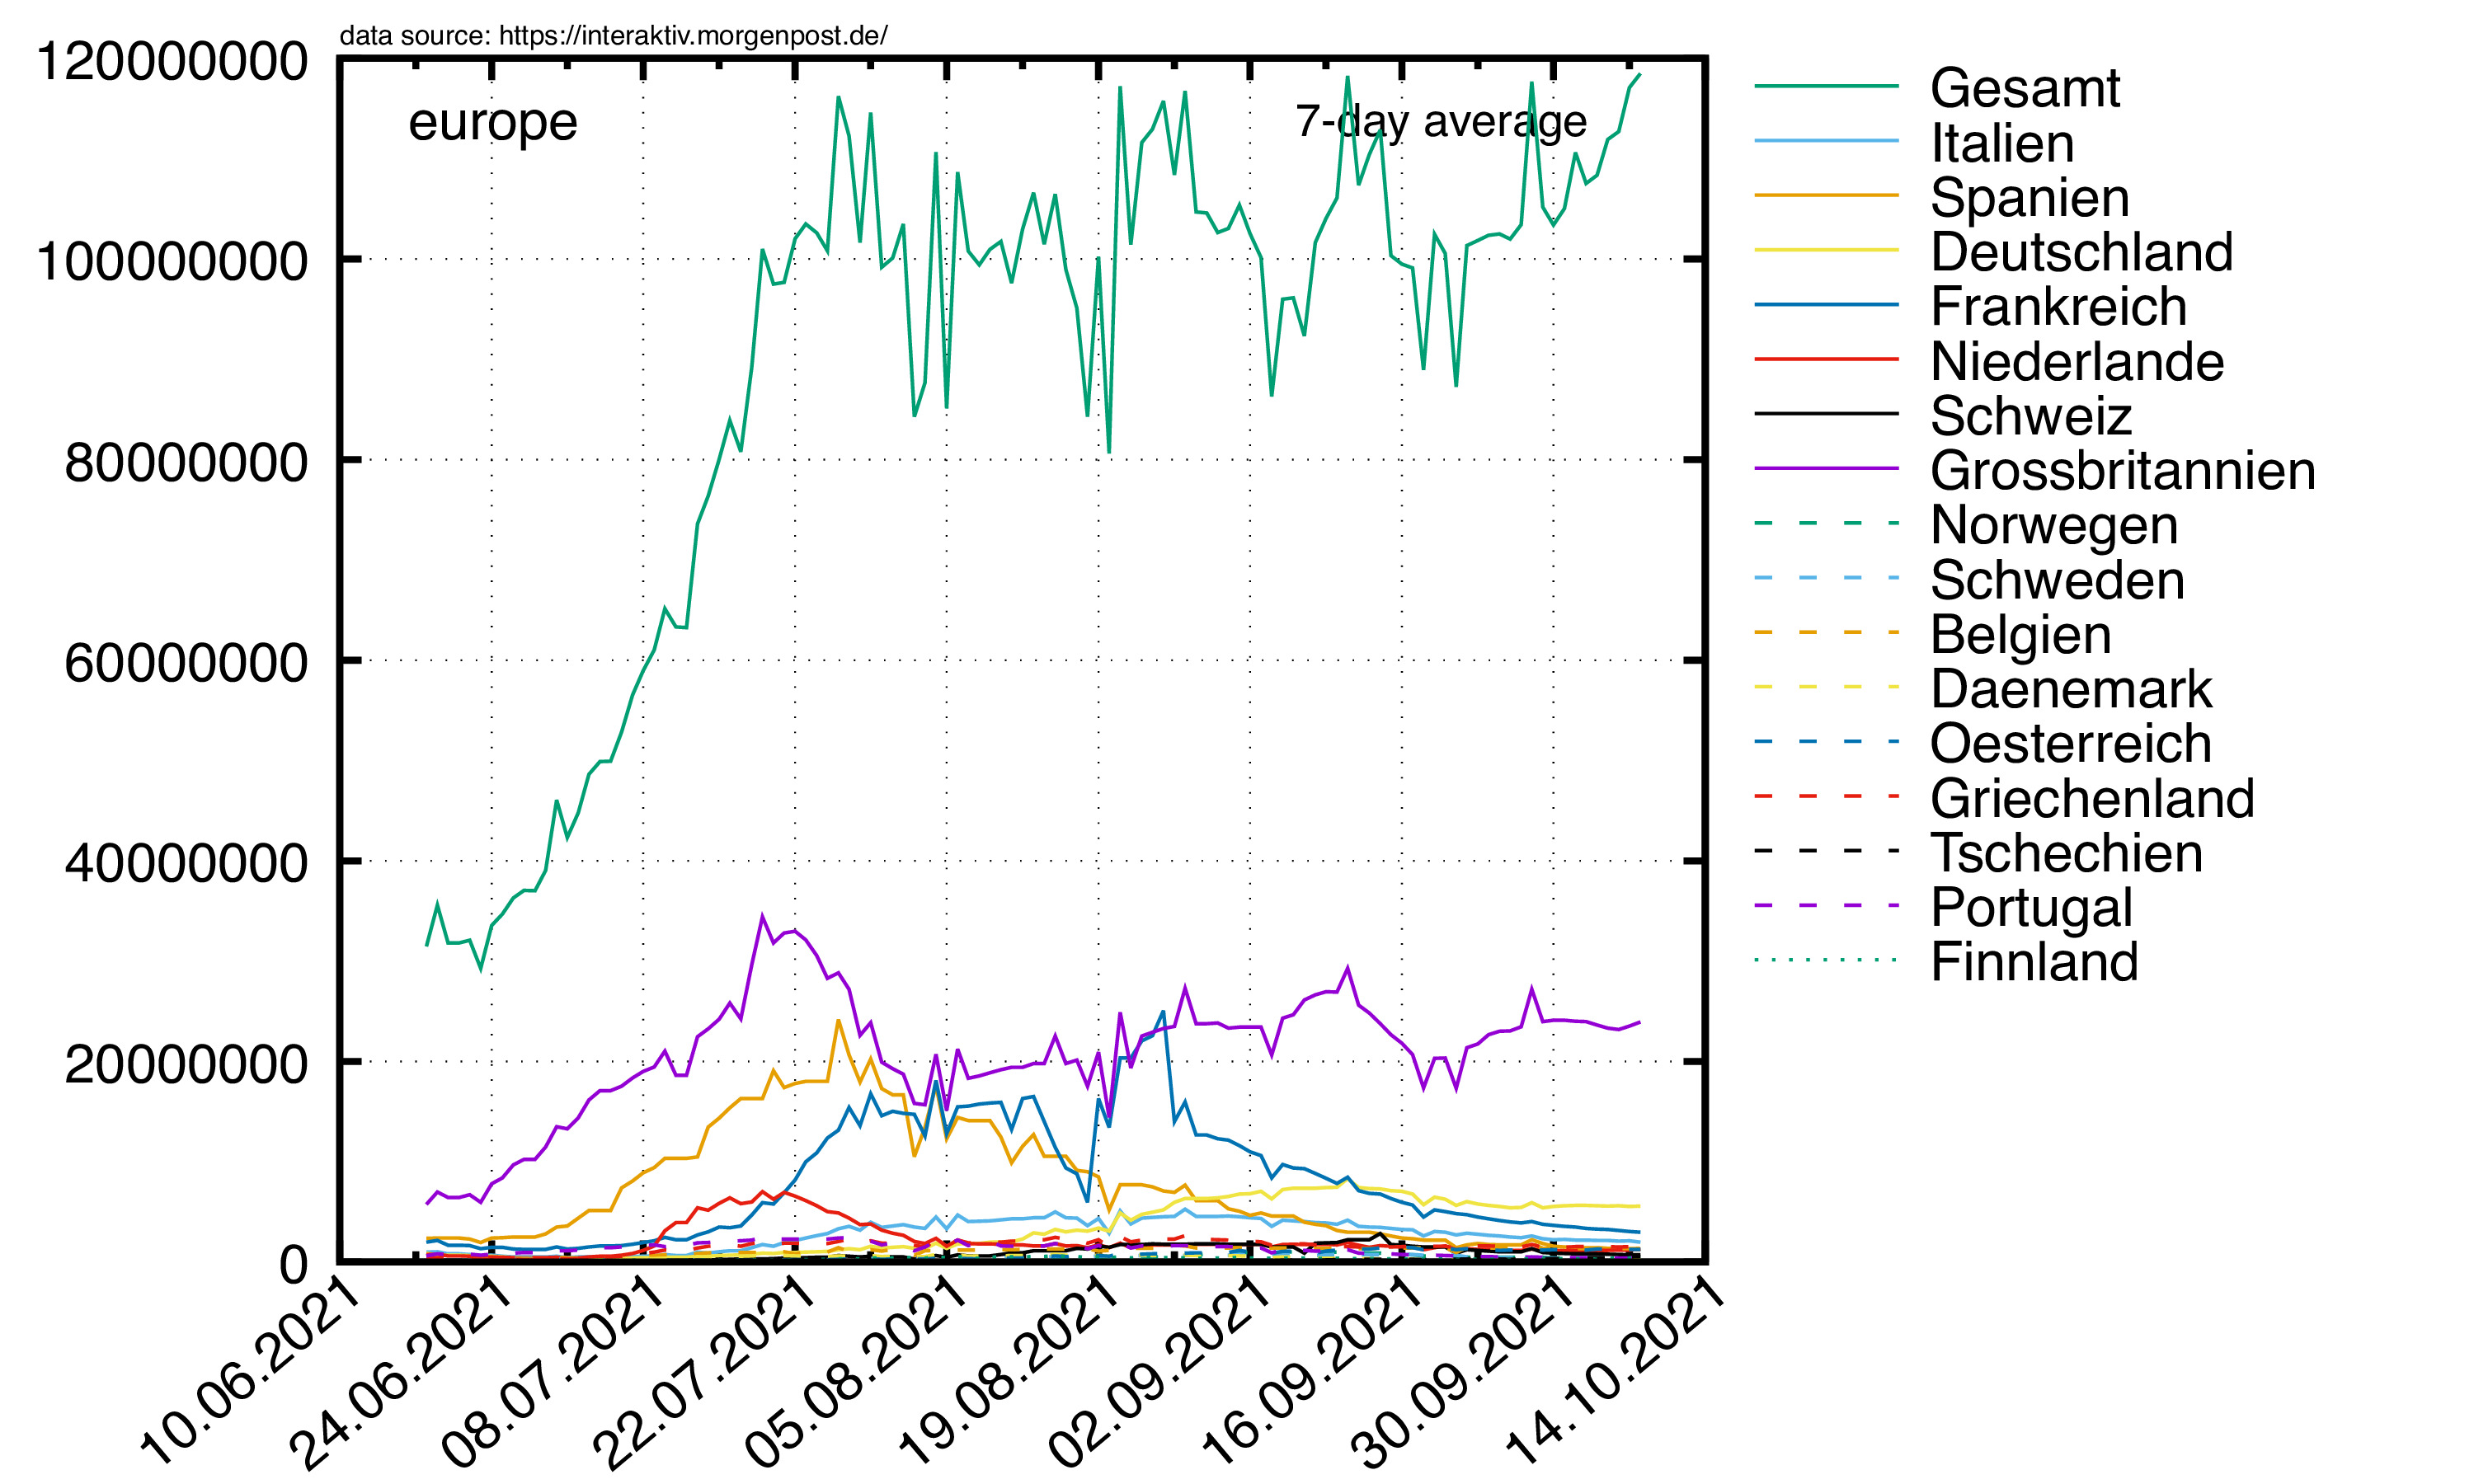 data source: https://interaktiv.morgenpost.de/
europe
7-day average
120000000
100000000
80000000
60000000
40000000
20000000
0
10.06.2021
24.06.2021
08.07.2021
22.07.2021
05.08.2021
19.08.2021
02.09.2021
16.09.2021
30.09.2021
14.10.2021
Gesamt
Italien
Spanien
Deutschland
Frankreich
Niederlande
Schweiz
Grossbritannien
Norwegen
Schweden
Belgien
Daenemark
Oesterreich
Griechenland
Tschechien
Portugal
Finnland